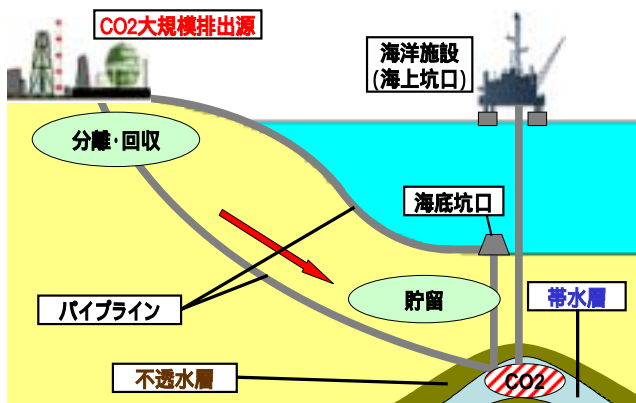 CO2大規模排出源
海洋施設
(海上坑口)
分離・回収
海底坑口
パイプライン
貯留
帯水層
不透水層
CO2